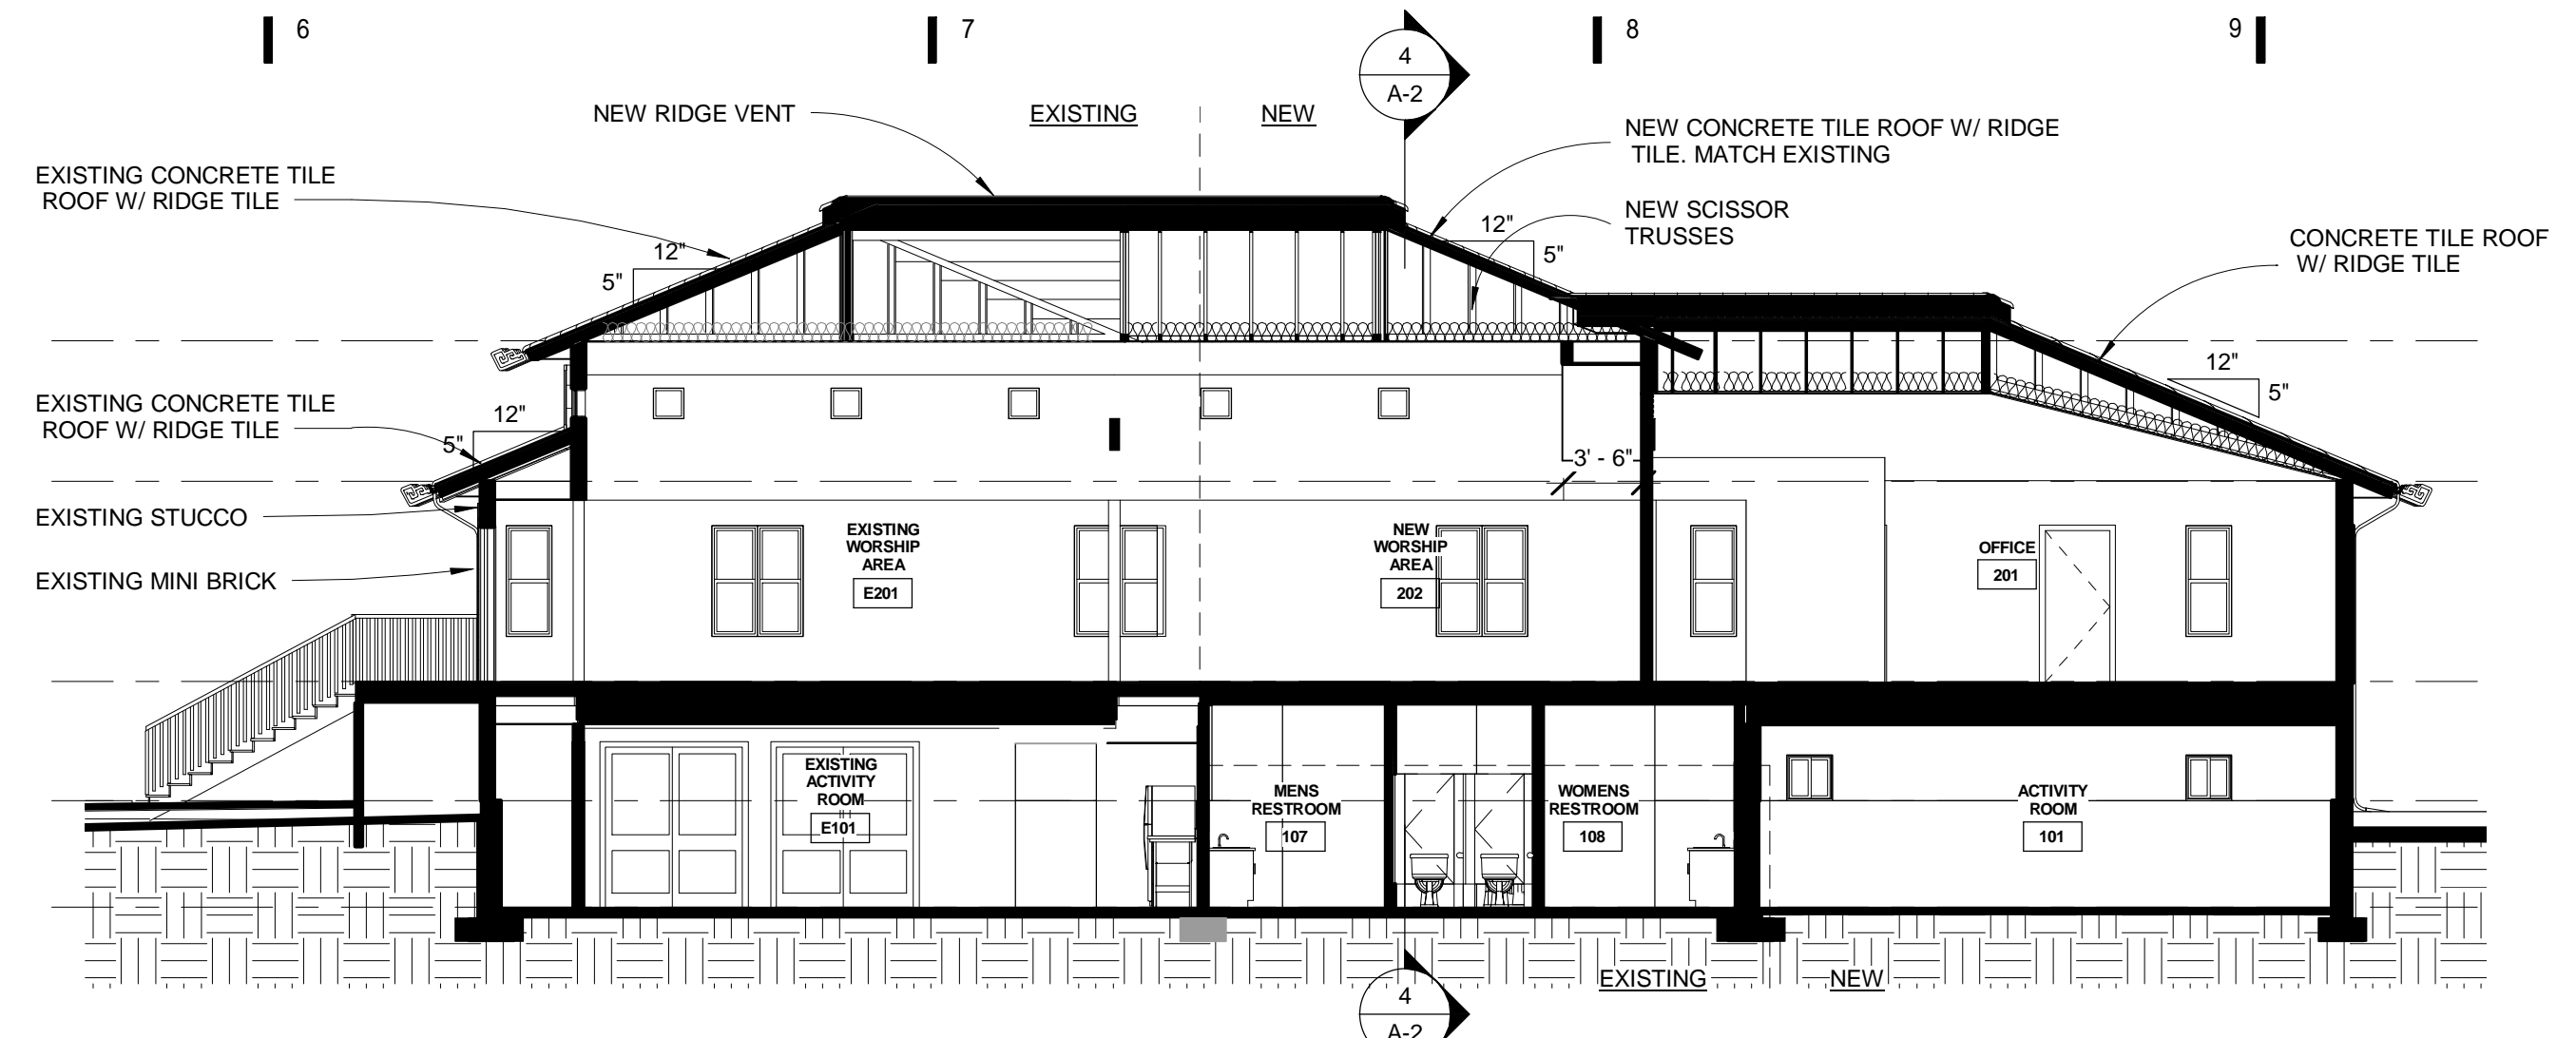 6
7
8
9
4
A-2
NEW RIDGE VENT
EXISTING
NEW
NEW CONCRETE TILE ROOF W/ RIDGE
TILE. MATCH EXISTING
EXISTING CONCRETE TILE
ROOF W/ RIDGE TILE
NEW SCISSOR
TRUSSES
CONCRETE TILE ROOF
W/ RIDGE TILE
12"
5"
12"
5"
12"
5"
EXISTING CONCRETE TILE
ROOF W/ RIDGE TILE
12"
5"
3' - 6"
EXISTING STUCCO
EXISTING MINI BRICK
EXISTING
WORSHIP
AREA
E201
NEW
WORSHIP
AREA
202
OFFICE
201
EXISTING
ACTIVITY
ROOM
E101
MENS
RESTROOM
107
WOMENS
RESTROOM
108
ACTIVITY
ROOM
101
EXISTING
NEW
4
A-2